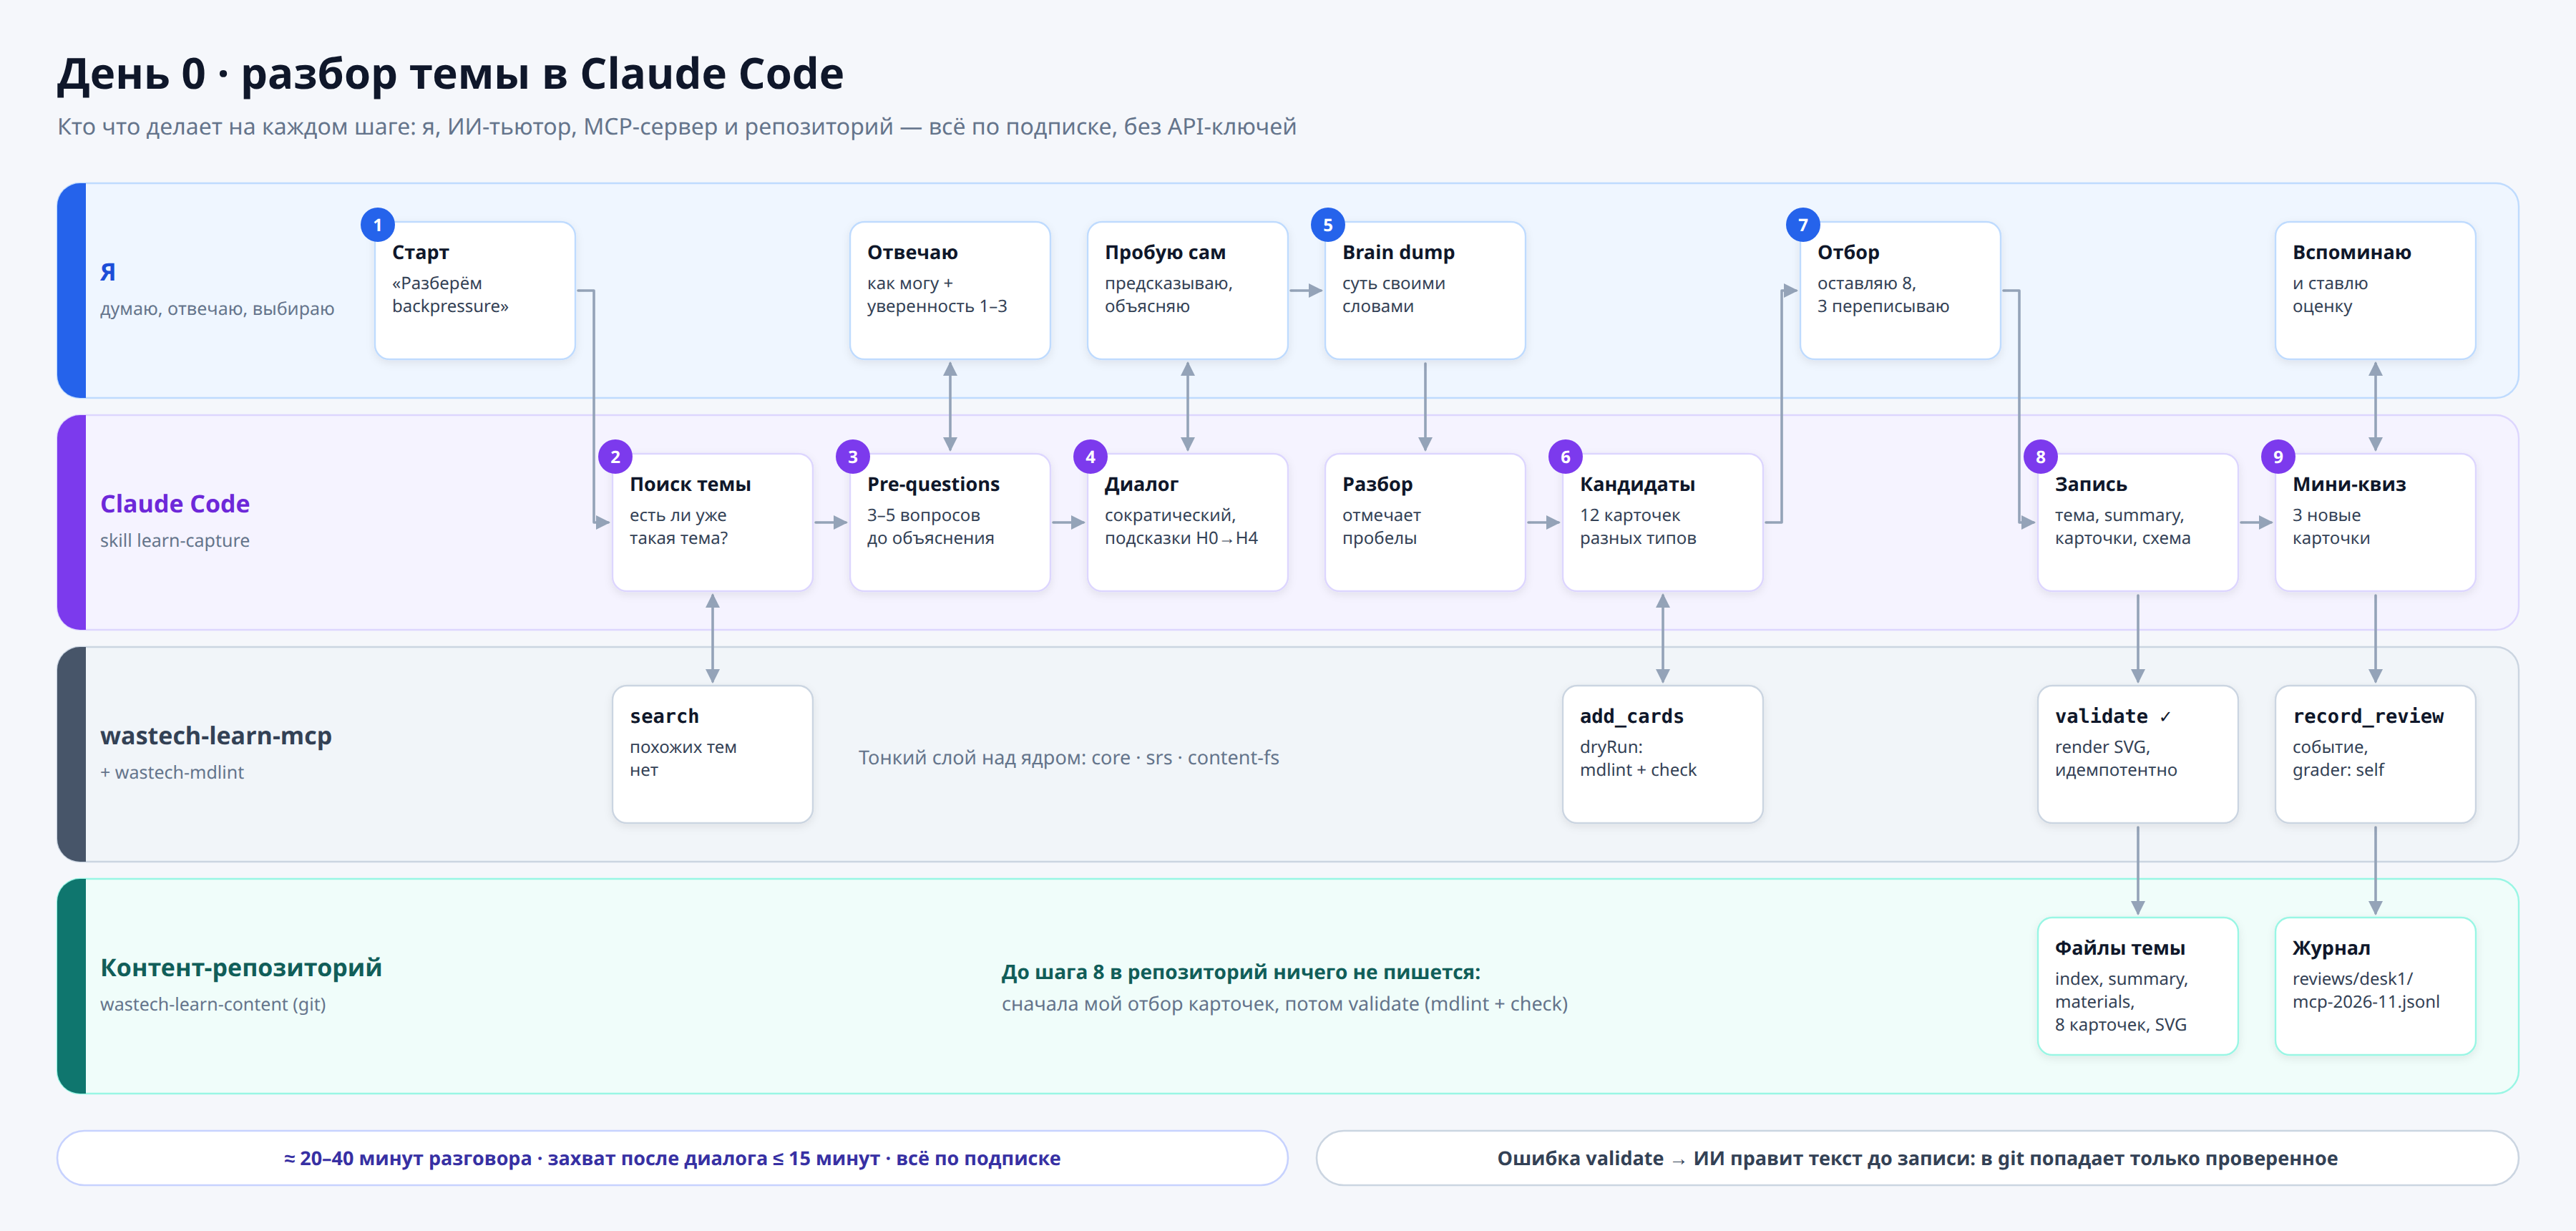 День 0 · разбор темы в Claude Code
Кто что делает на каждом шаге: я, ИИ-тьютор, MCP-сервер и репозиторий — всё по подписке, без API-ключей
Я
думаю, отвечаю, выбираю
1
Старт
«Разберём
backpressure»
Отвечаю
как могу +
уверенность 1–3
Пробую сам
предсказываю,
объясняю
5
Brain dump
суть своими
словами
7
Отбор
оставляю 8,
3 переписываю
Вспоминаю
и ставлю
оценку
Claude Code
skill learn-capture
2
Поиск темы
есть ли уже
такая тема?
3
Pre-questions
3–5 вопросов
до объяснения
4
Диалог
сократический,
подсказки H0→H4
Разбор
отмечает
пробелы
6
Кандидаты
12 карточек
разных типов
8
Запись
тема, summary,
карточки, схема
9
Мини-квиз
3 новые
карточки
wastech-learn-mcp
+ wastech-mdlint
search
похожих тем
нет
Тонкий слой над ядром: core · srs · content-fs
add_cards
dryRun:
mdlint + check
validate ✓
render SVG,
идемпотентно
record_review
событие,
grader: self
Контент-репозиторий
wastech-learn-content (git)
До шага 8 в репозиторий ничего не пишется:
сначала мой отбор карточек, потом validate (mdlint + check)
Файлы темы
index, summary,
materials,
8 карточек, SVG
Журнал
reviews/desk1/
mcp-2026-11.jsonl
≈ 20–40 минут разговора · захват после диалога ≤ 15 минут · всё по подписке
Ошибка validate → ИИ правит текст до записи: в git попадает только проверенное